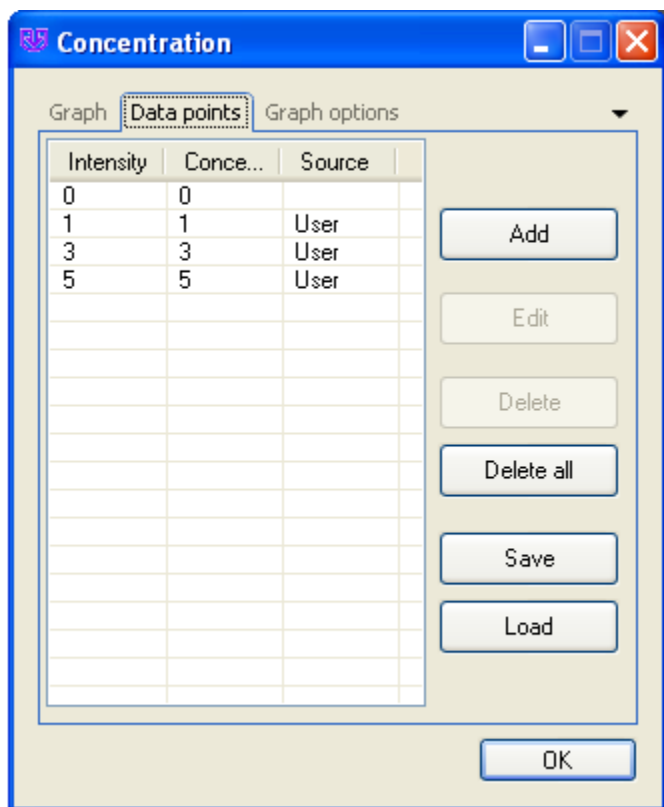 Concentration
Graph Data points Graph options
Intensity Conce... Source
0 0
1 1 User
3 3 User
5 5 User
Add
Edit
Delete
Delete all
Save
Load
OK